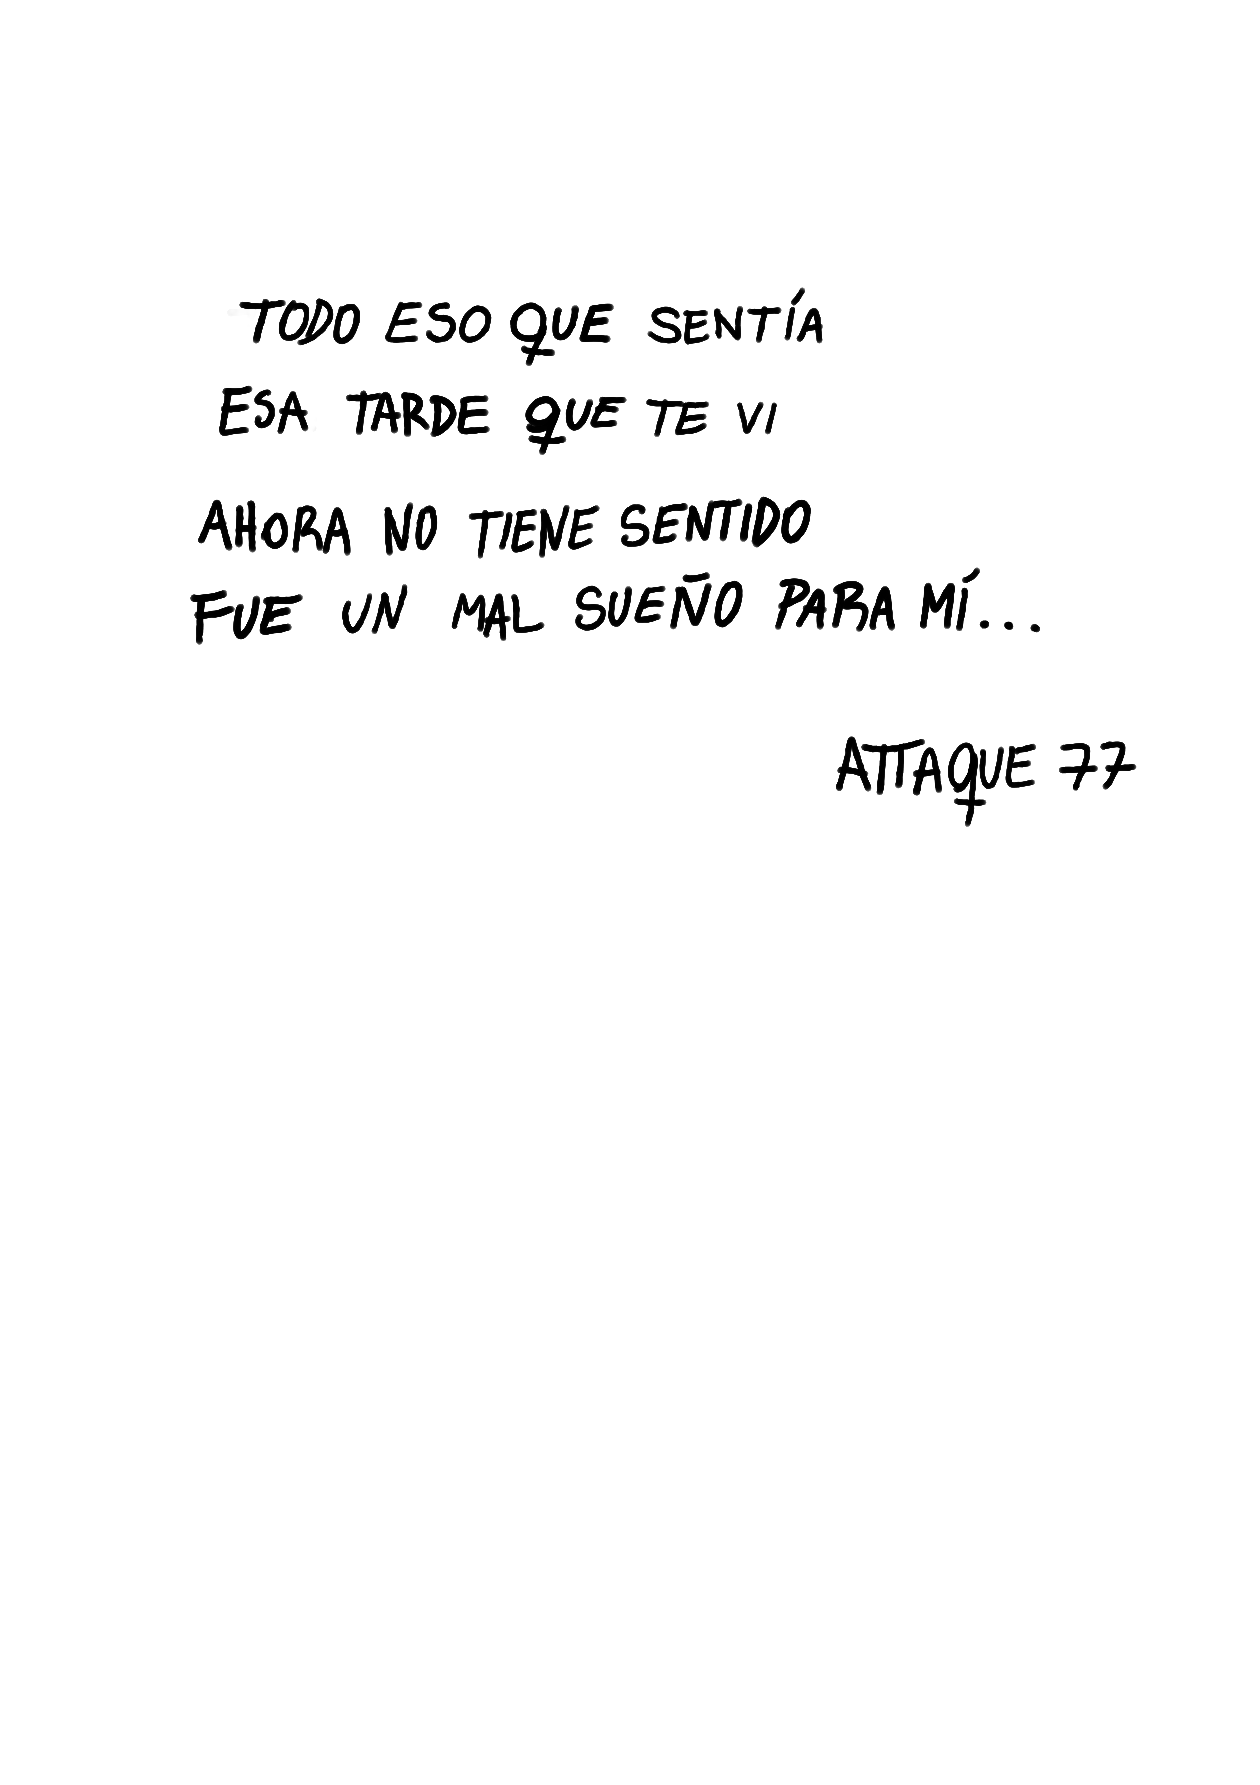 TODO ESO QUE SENTÍA
ESA TARDE QUE TE VI
AHORA NO TIENE SENTIDO
FUE UN MAL SUEÑO PARA MÍ...
ATTAQUE 77